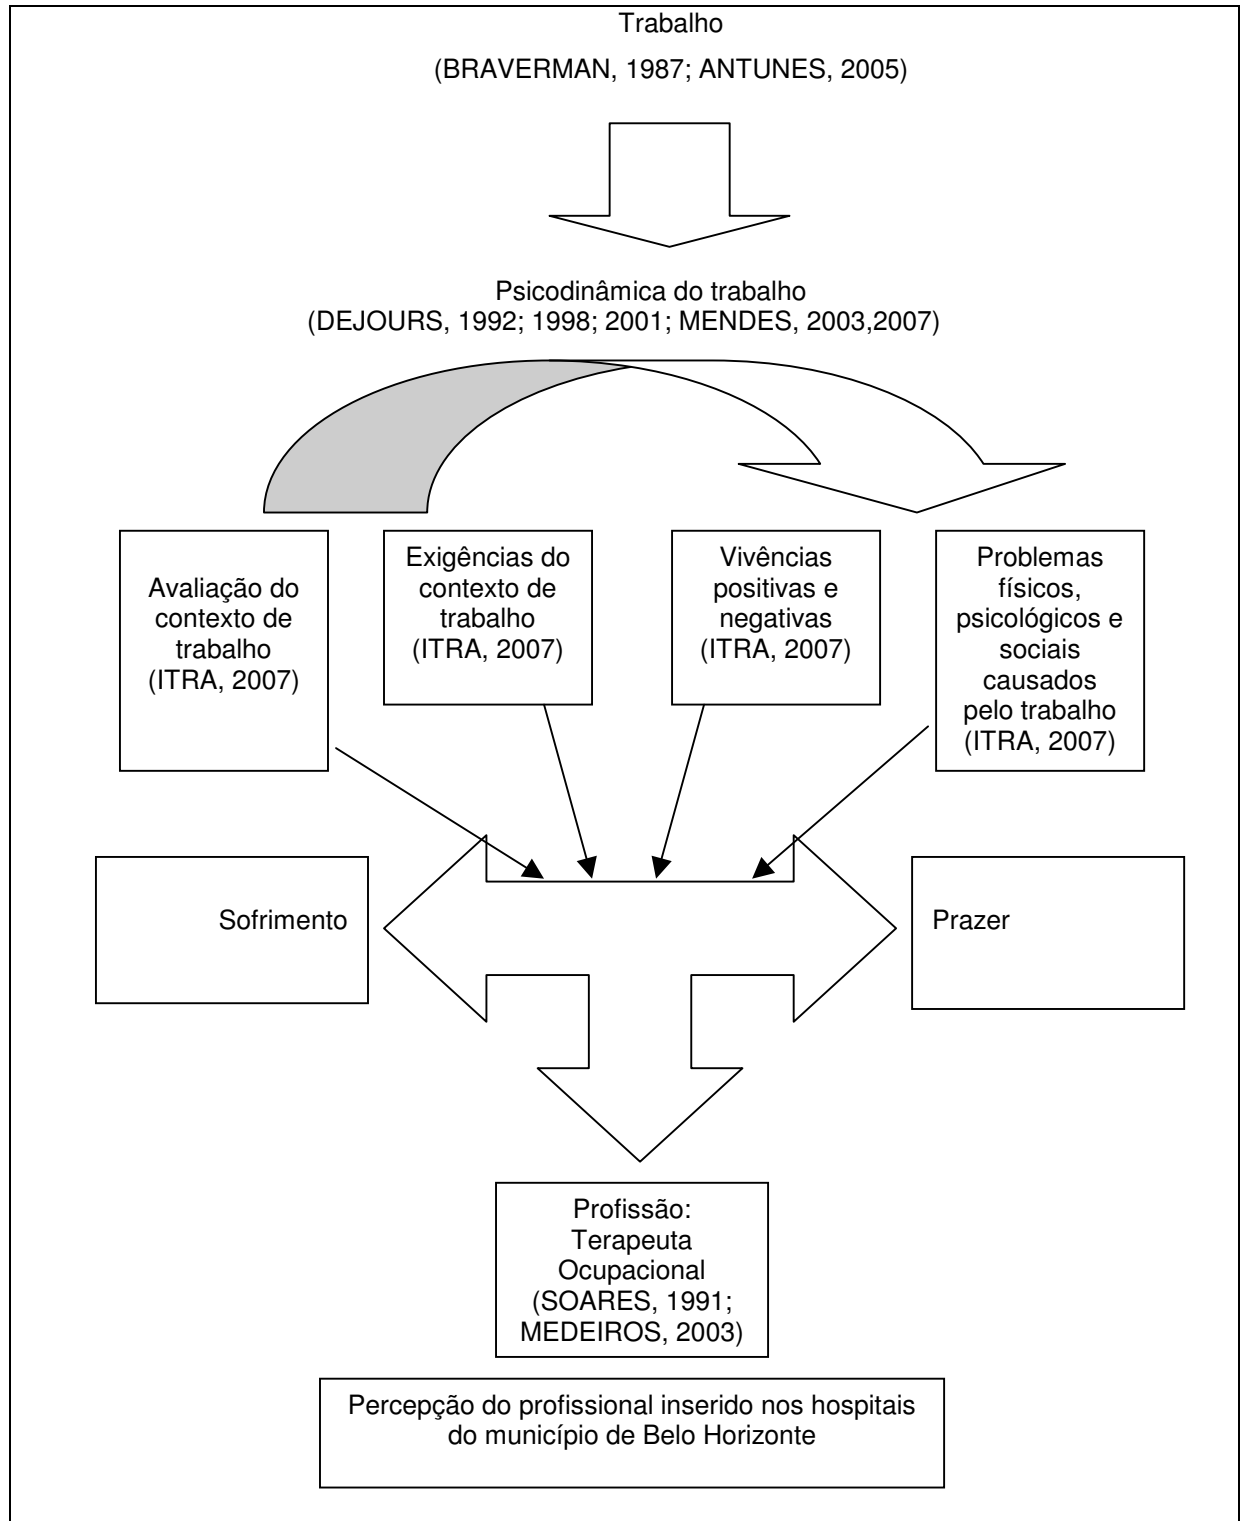 Trabalho
(BRAVERMAN, 1987; ANTUNES, 2005)
Psicodinâmica do trabalho
(DEJOURS, 1992; 1998; 2001; MENDES, 2003,2007)
Avaliação do
contexto de
trabalho
(ITRA, 2007)
Exigências do
contexto de
trabalho
(ITRA, 2007)
Vivências
positivas e
negativas
(ITRA, 2007)
Problemas
físicos,
psicológicos e
sociais
causados
pelo trabalho
(ITRA, 2007)
Sofrimento
Prazer
Profissão:
Terapeuta
Ocupacional
(SOARES, 1991;
MEDEIROS, 2003)
Percepção do profissional inserido nos hospitais
do município de Belo Horizonte